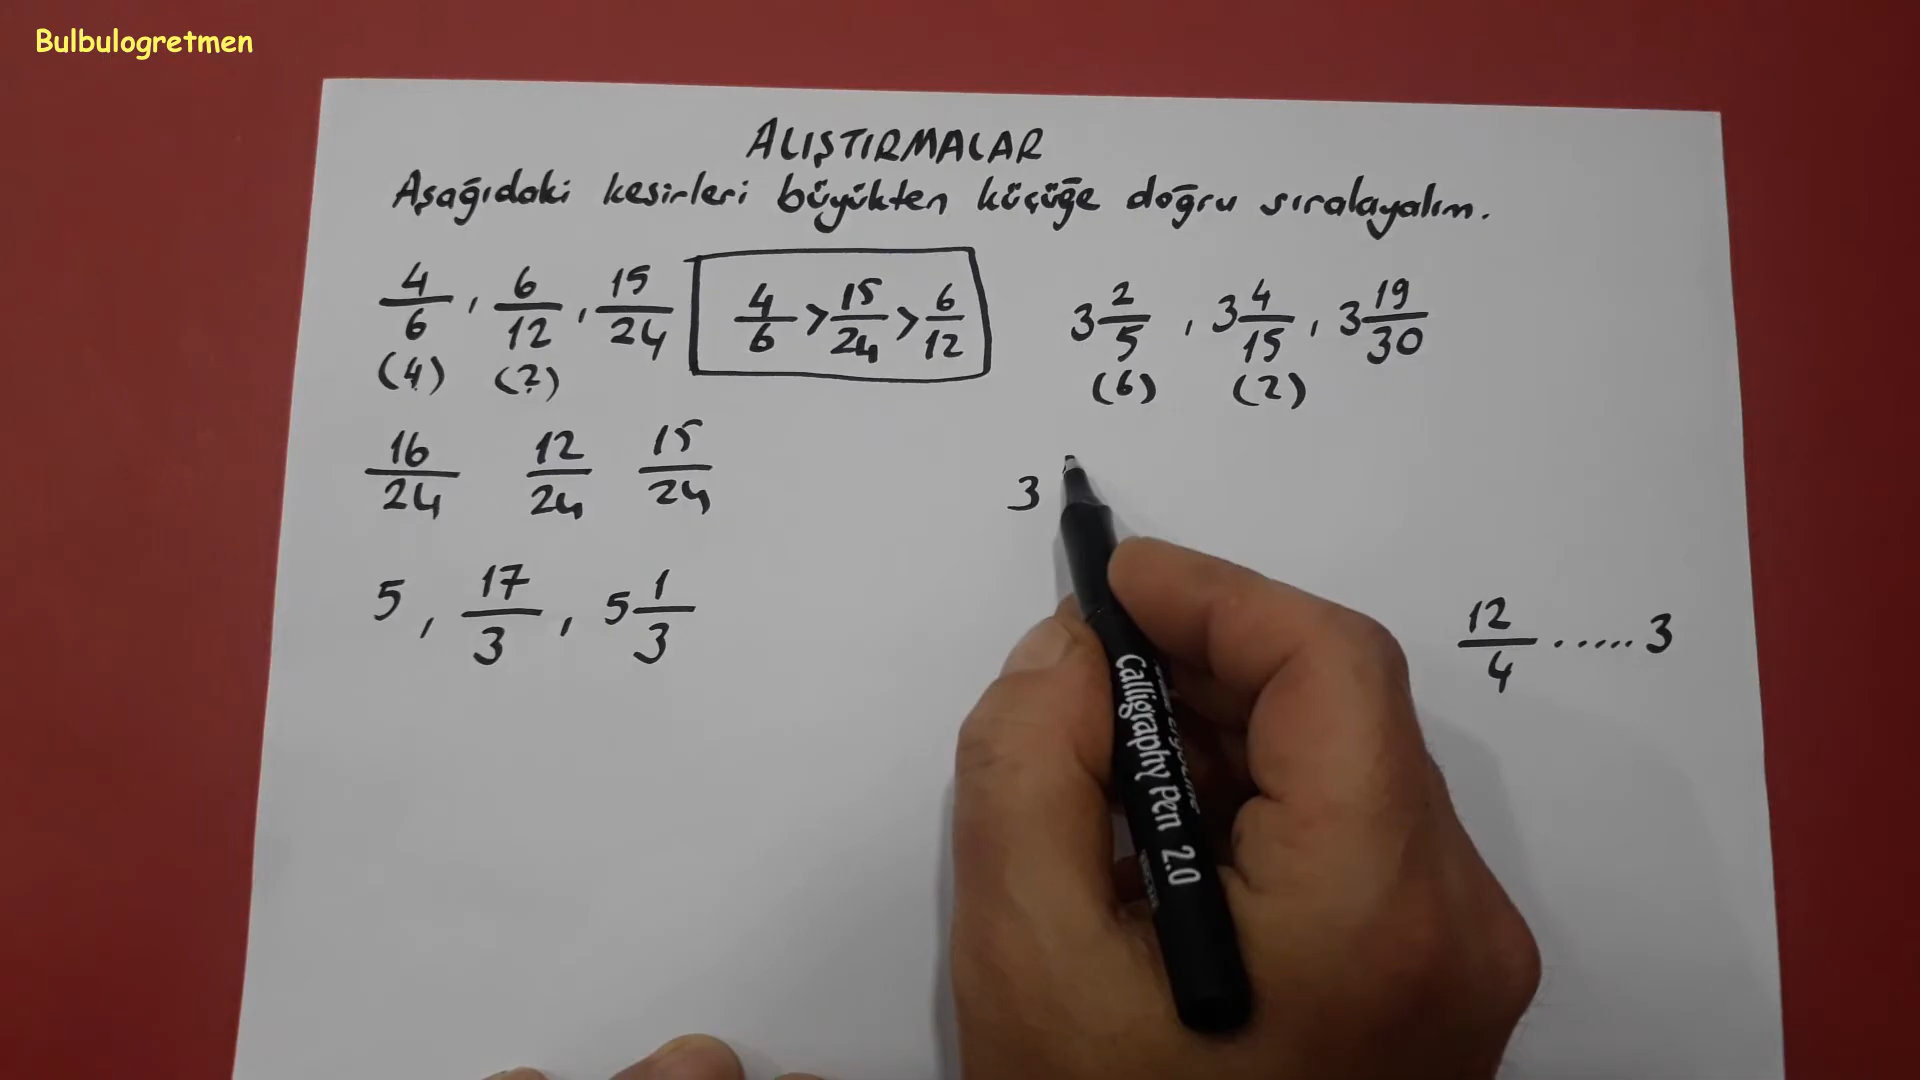 Bulbulogretmen
ALIŞTIRMALAR
Aşağıdaki kesirleri büyükten küçüğe doğru sıralayalım.
4/6 , 6/12 , 15/24
(4) (2)
4/6 > 15/24 > 6/12
3 2/5 , 3 4/15 , 3 19/30
(6) (2)
16/24 12/24 15/24
3
5 , 17/3 , 5 1/3
12/4 ..... 3
Calligraphy Pen 2.0